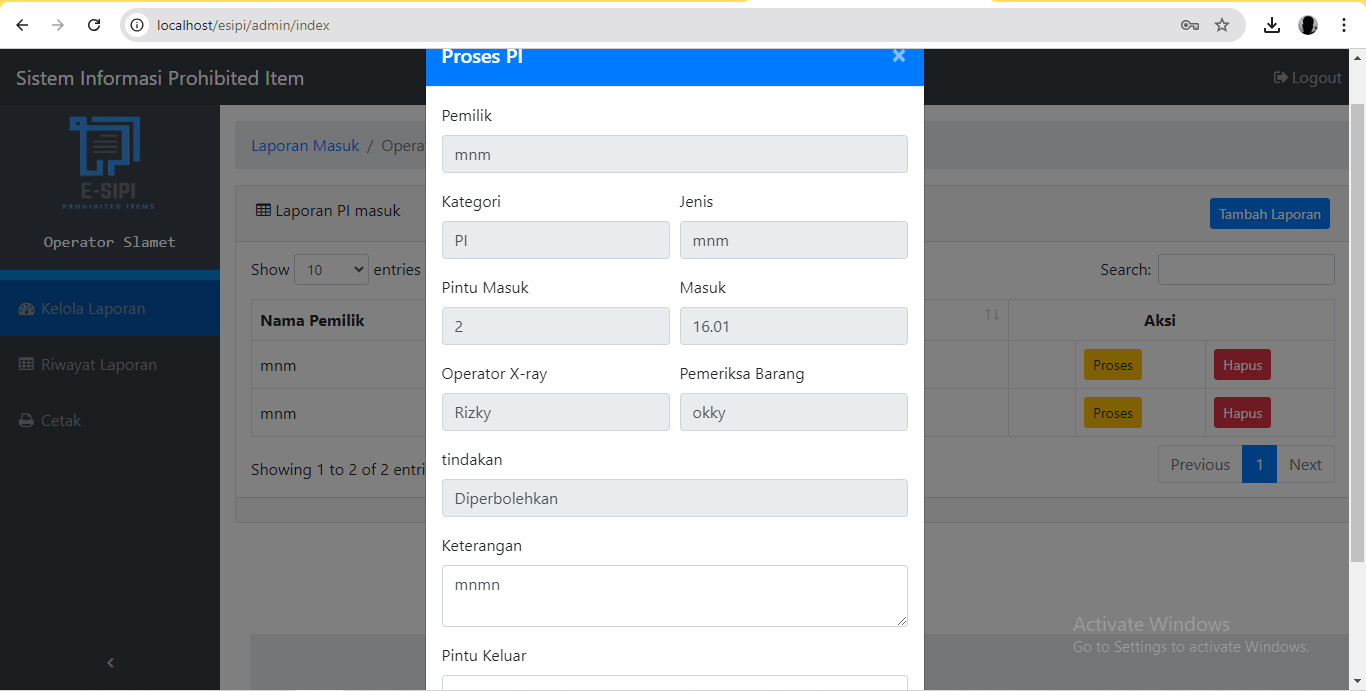 localhost/esipi/admin/index
Sistem Informasi Prohibited Item
Logout
E-SIPI
PROHIBITED ITEMS
Operator Slamet
Kelola Laporan
Riwayat Laporan
Cetak
Laporan Masuk / Opera
Laporan PI masuk
Tambah Laporan
Show 10 entries
Search:
Nama Pemilik
Aksi
mnm
Proses Hapus
mnm
Proses Hapus
Showing 1 to 2 of 2 entri
Previous 1 Next
Proses PI
×
Pemilik
mnm
Kategori Jenis
PI mnm
Pintu Masuk Masuk
2 16.01
Operator X-ray Pemeriksa Barang
Rizky okky
tindakan
Diperbolehkan
Keterangan
mnmn
Pintu Keluar
Activate Windows
Go to Settings to activate Windows.